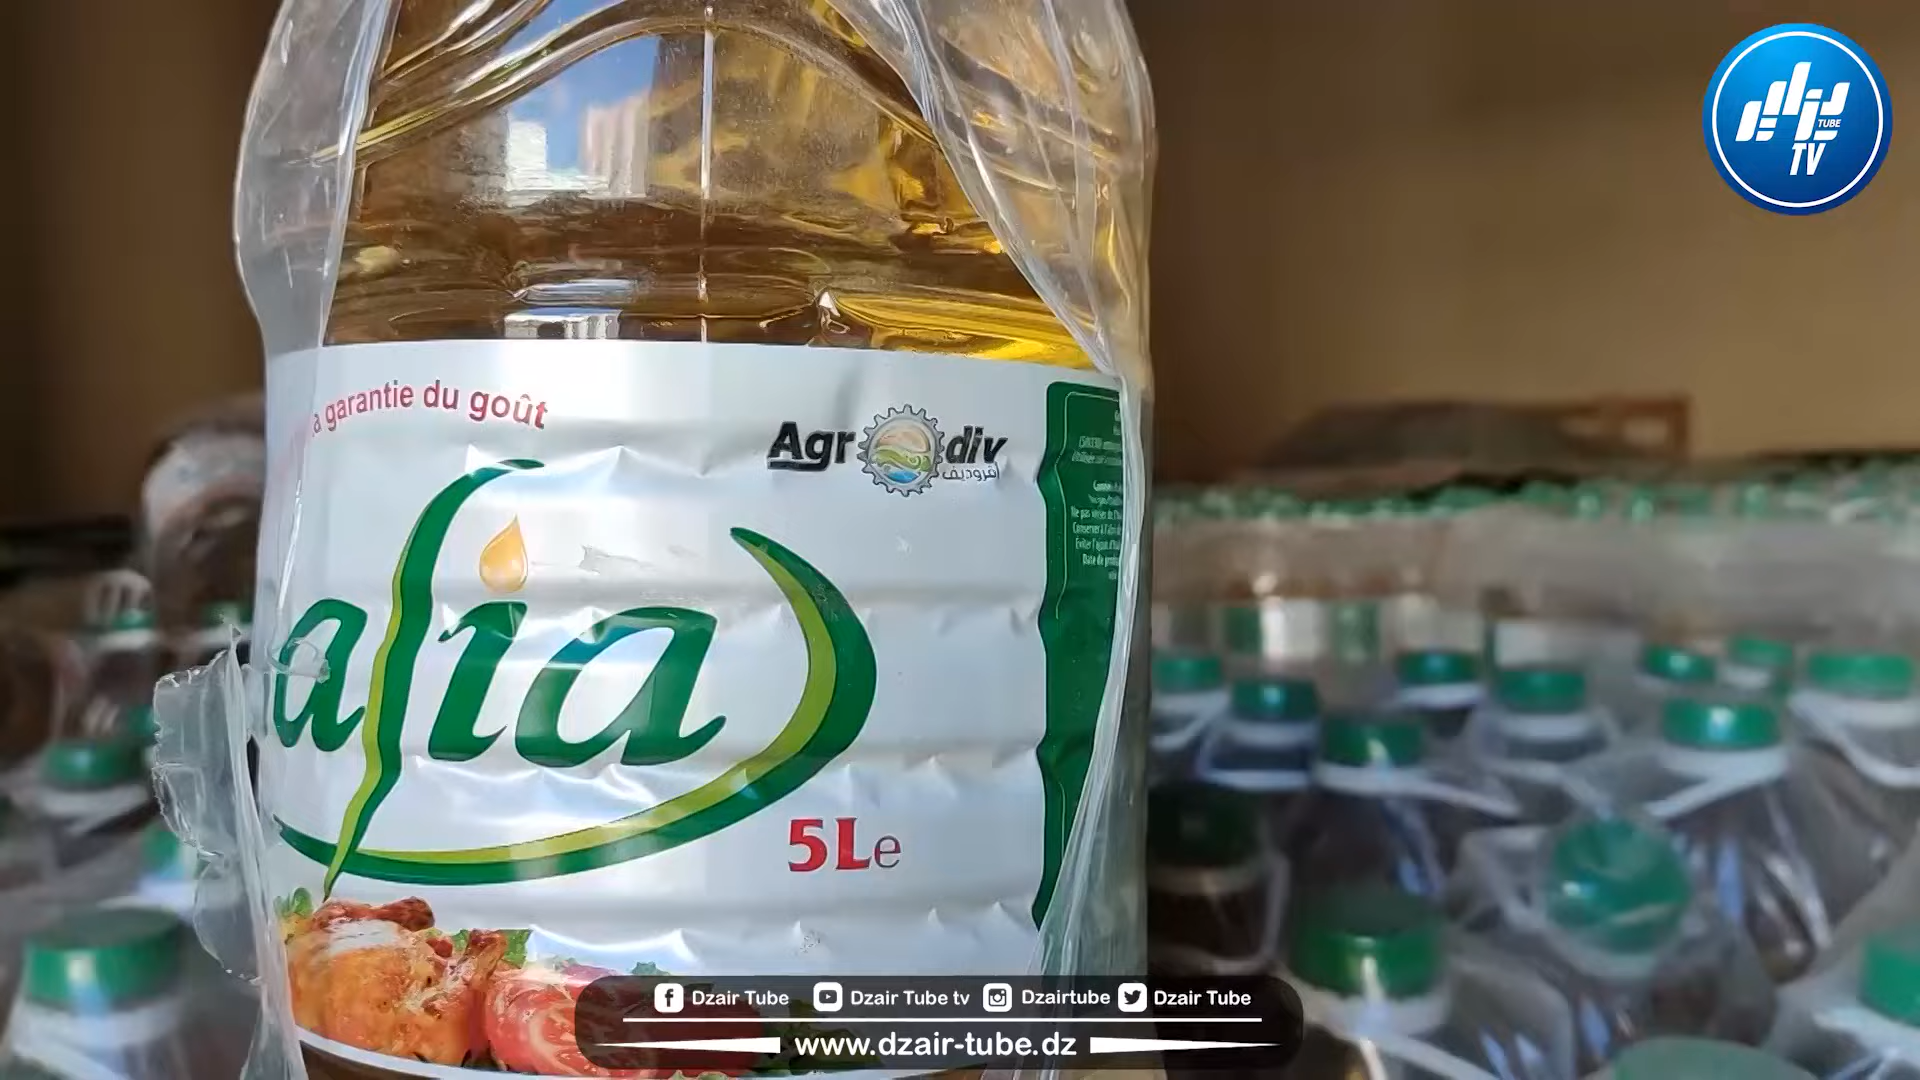 TUBE
TV
a garantie du goût
Agrodiv
أقروديف
alia
5Le
Dzair Tube
Dzair Tube tv
Dzairtube
Dzair Tube
www.dzair-tube.dz